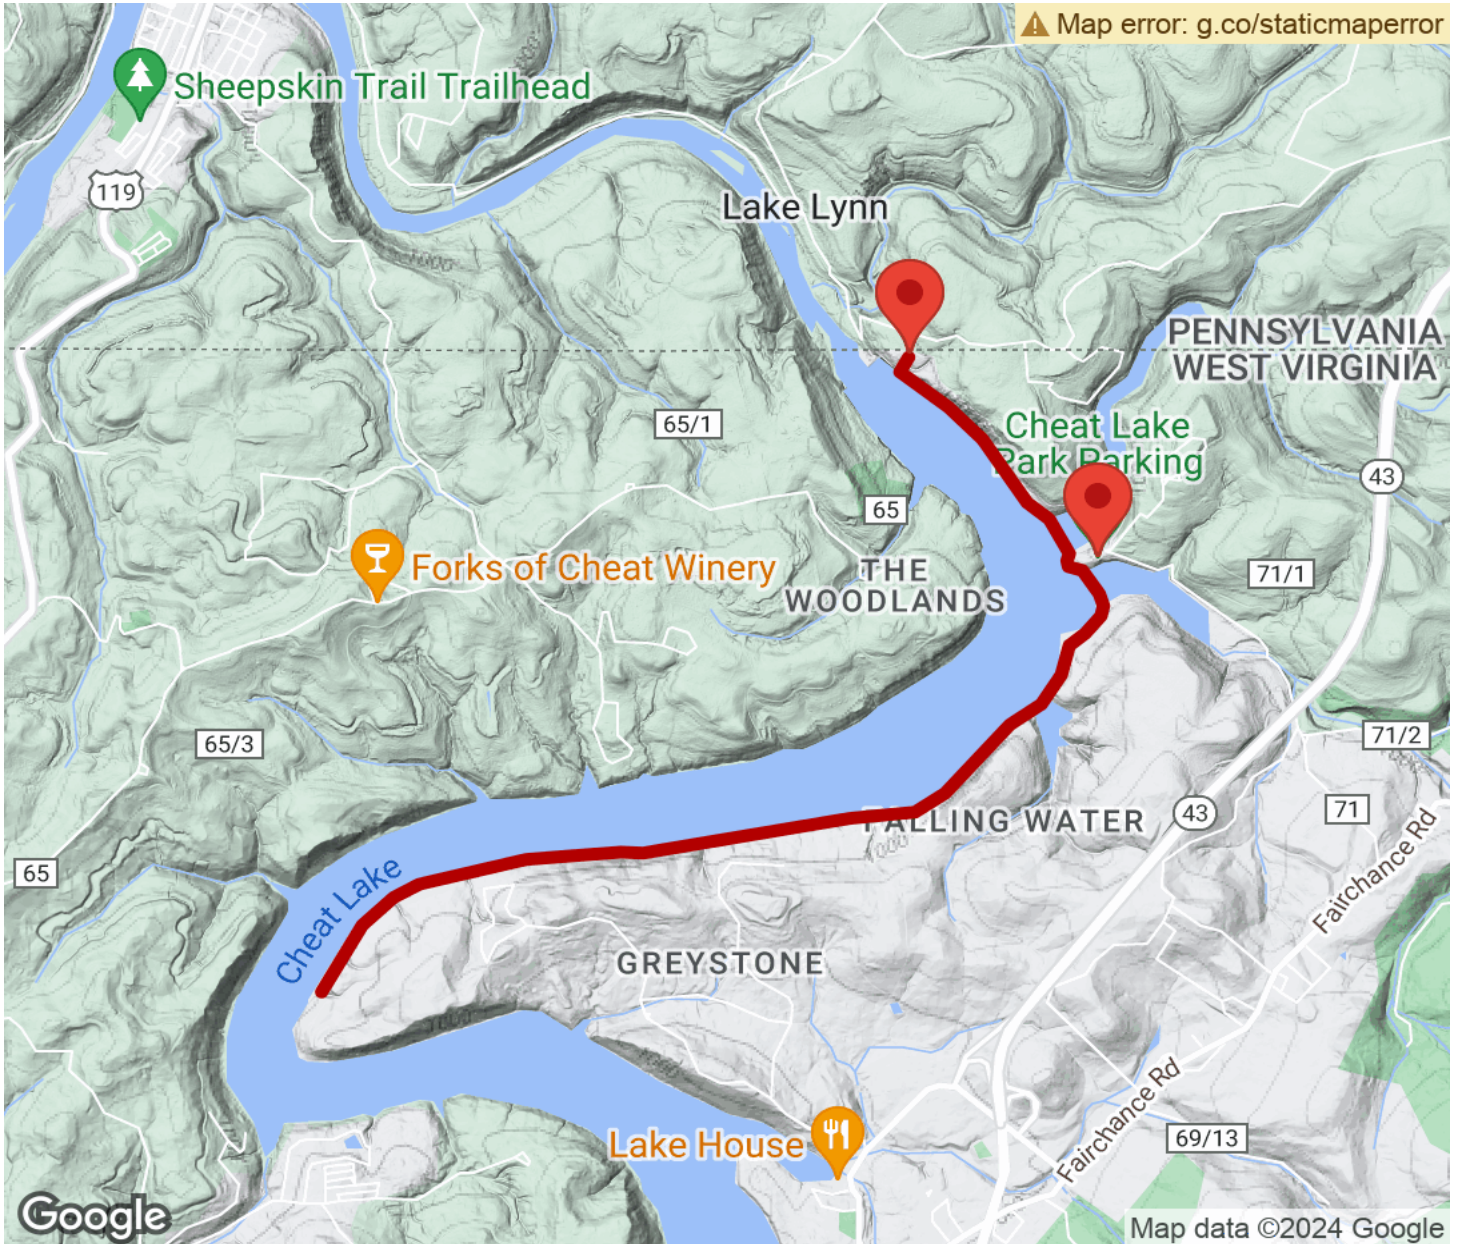 Map error: g.co/staticmaperror
Sheepskin Trail Trailhead
119
Lake Lynn
PENNSYLVANIA
WEST VIRGINIA
65/1
Cheat Lake
Park Parking
43
65
Forks of Cheat Winery
THE
WOODLANDS
71/1
65/3
71/2
FALLING WATER
43
71
65
1000
Cheat Lake
Fairchance Rd
GREYSTONE
Fairchance Rd
Lake House
69/13
Google
Map data ©2024 Google